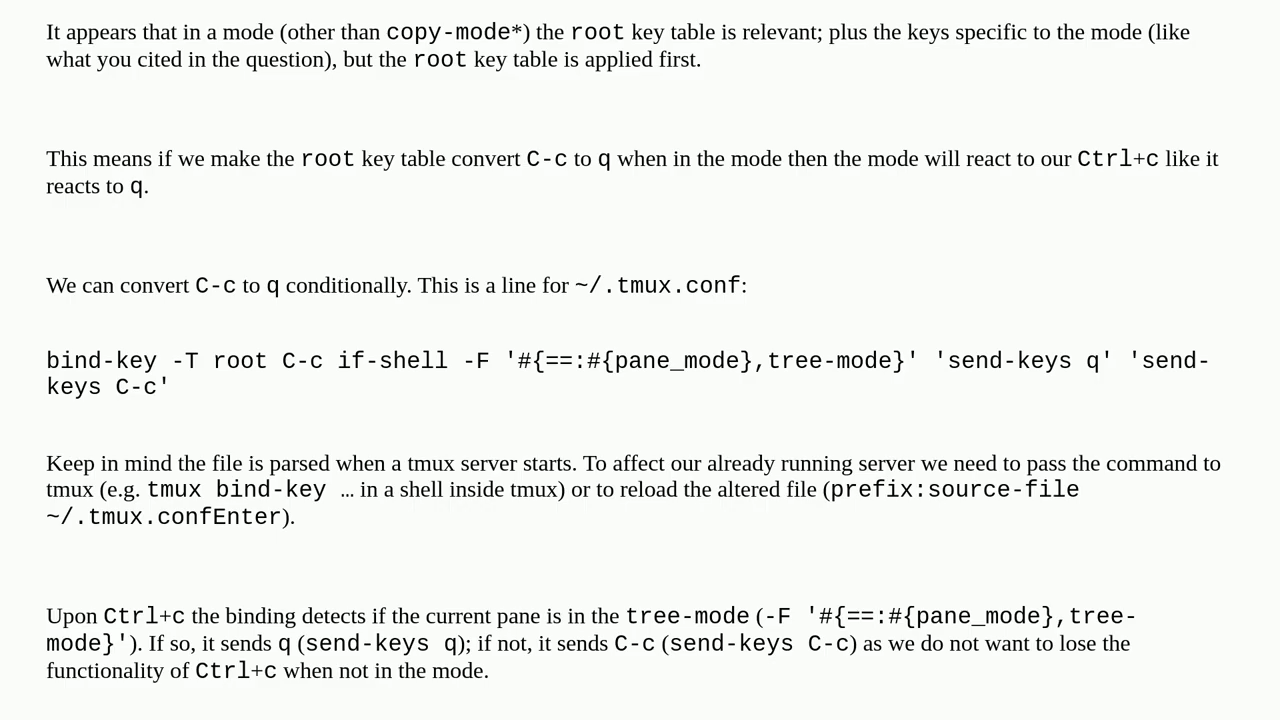 It appears that in a mode (other than copy-mode*) the root key table is relevant; plus the keys specific to the mode (like
what you cited in the question), but the root key table is applied first.
This means if we make the root key table convert C-c to q when in the mode then the mode will react to our Ctrl+c like it
reacts to q.
We can convert C-c to q conditionally. This is a line for ~/.tmux.conf:
bind-key -T root C-c if-shell -F '#{==:#{pane_mode},tree-mode}' 'send-keys q' 'send-
keys C-c'
Keep in mind the file is parsed when a tmux server starts. To affect our already running server we need to pass the command to
tmux (e.g. tmux bind-key … in a shell inside tmux) or to reload the altered file (prefix:source-file
~/.tmux.confEnter).
Upon Ctrl+c the binding detects if the current pane is in the tree-mode (-F '#{==:#{pane_mode},tree-
mode}'). If so, it sends q (send-keys q); if not, it sends C-c (send-keys C-c) as we do not want to lose the
functionality of Ctrl+c when not in the mode.